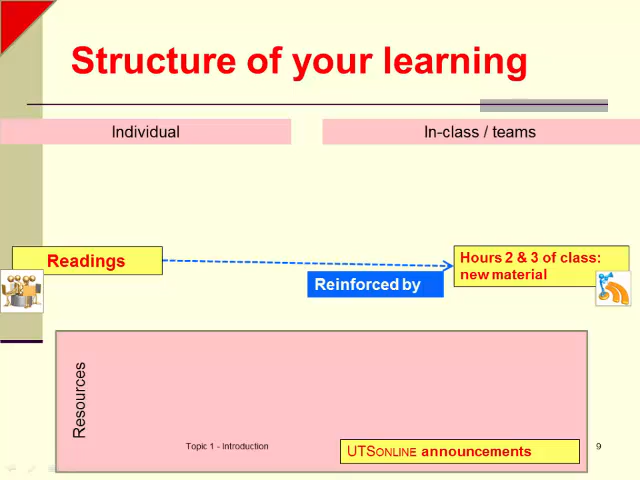 Structure of your learning
Individual
In-class / teams
Readings
Hours 2 & 3 of class:
new material
Reinforced by
Resources
Topic 1 - Introduction
9
UTSONLINE announcements